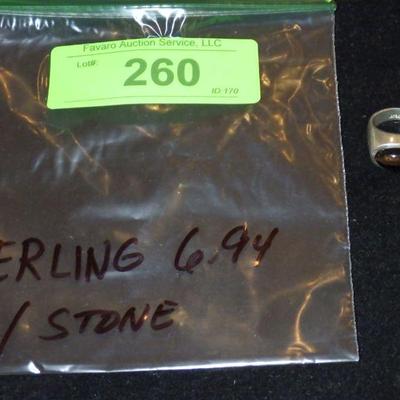 Favaro Auction Service, LLC
Lot#:
260
ID:170
ERLING 6.94
/ STONE